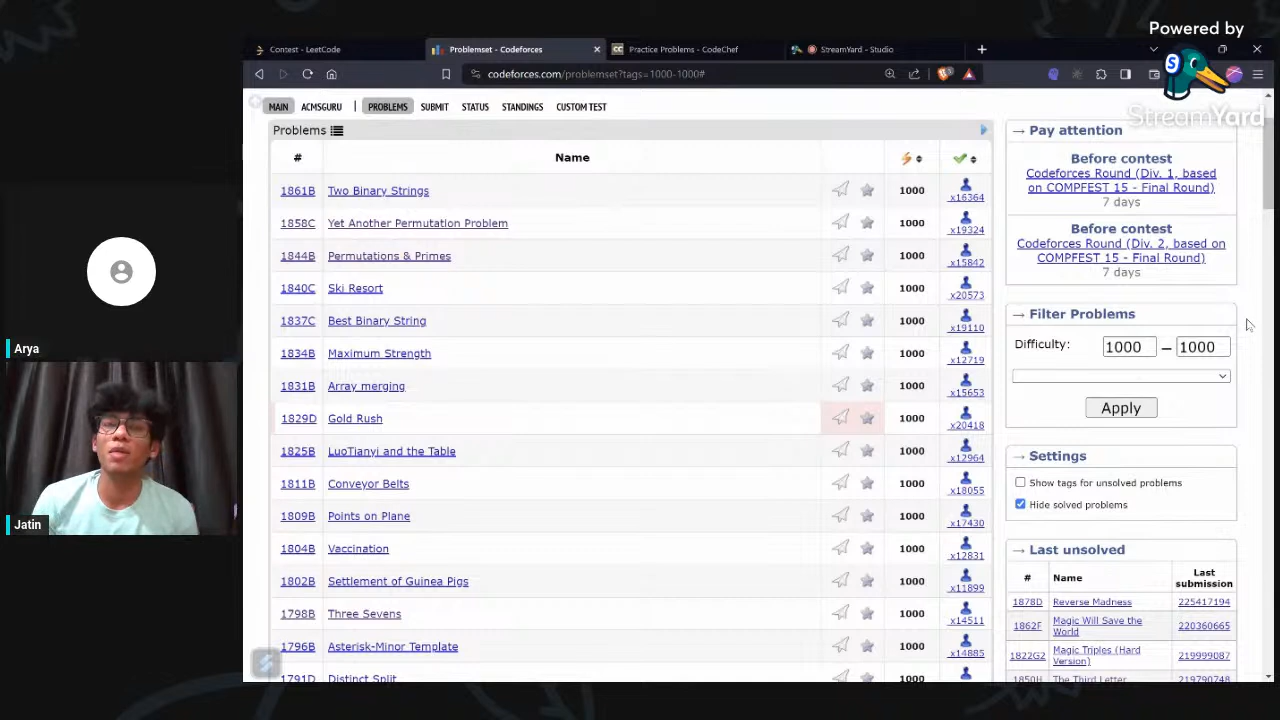 Powered by
StreamYard
Contest - LeetCode
Problemset - Codeforces
Practice Problems - CodeChef
StreamYard - Studio
codeforces.com/problemset?tags=1000-1000#
MAIN ACMSGURU | PROBLEMS SUBMIT STATUS STANDINGS CUSTOM TEST
Problems
# Name
1861B Two Binary Strings 1000 x16364
1858C Yet Another Permutation Problem 1000 x19324
1844B Permutations & Primes 1000 x15842
1840C Ski Resort 1000 x20573
1837C Best Binary String 1000 x19110
1834B Maximum Strength 1000 x12719
1831B Array merging 1000 x15653
1829D Gold Rush 1000 x20418
1825B LuoTianyi and the Table 1000 x12964
1811B Conveyor Belts 1000 x18055
1809B Points on Plane 1000 x17430
1804B Vaccination 1000 x12831
1802B Settlement of Guinea Pigs 1000 x11899
1798B Three Sevens 1000 x14511
1796B Asterisk-Minor Template 1000 x14885
1791D Distinct Split 1000
→ Pay attention
Before contest
Codeforces Round (Div. 1, based
on COMPFEST 15 - Final Round)
7 days
Before contest
Codeforces Round (Div. 2, based on
COMPFEST 15 - Final Round)
7 days
→ Filter Problems
Difficulty: 1000 — 1000
Apply
→ Settings
Show tags for unsolved problems
Hide solved problems
→ Last unsolved
# Name Last
submission
1878D Reverse Madness 225417194
1862F Magic Will Save the
World 220360665
1822G2 Magic Triples (Hard
Version) 219999087
1850H The Third Letter 219790748
Arya
Jatin